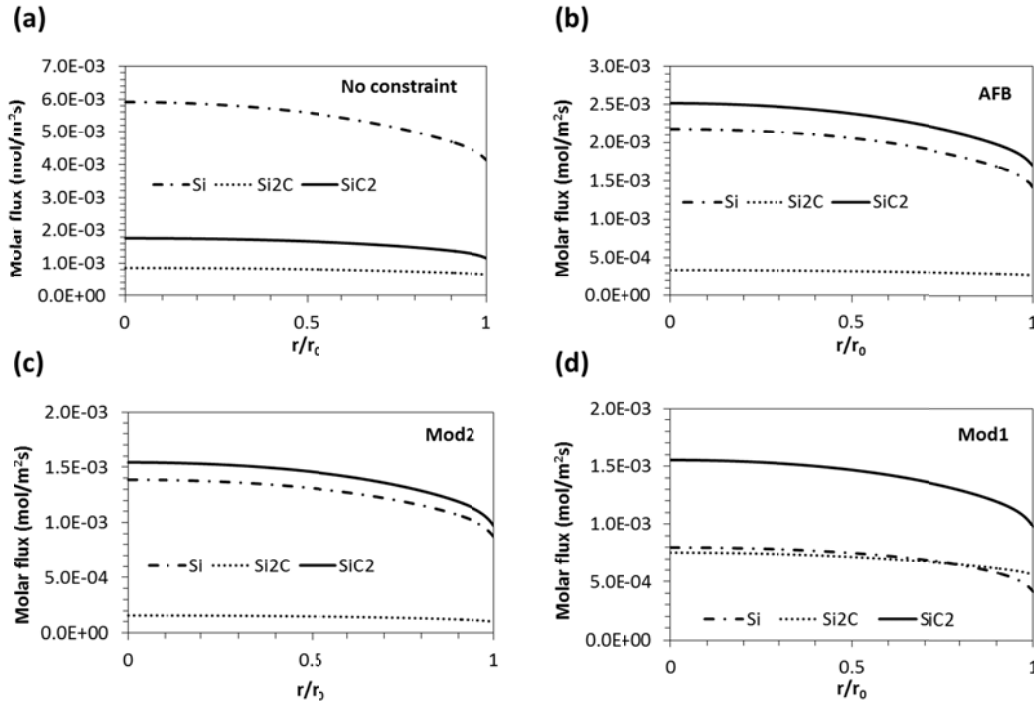 (a)
No constraint
Molar flux (mol/m²s)
7.0E-03
6.0E-03
5.0E-03
4.0E-03
3.0E-03
2.0E-03
1.0E-03
0.0E+00
Si Si2C SiC2
0 0.5 1
r/r₀
(b)
AFB
Molar flux (mol/m²s)
3.0E-03
2.5E-03
2.0E-03
1.5E-03
1.0E-03
5.0E-04
0.0E+00
Si Si2C SiC2
0 0.5 1
r/r₀
(c)
Mod2
Molar flux (mol/m²s)
2.0E-03
1.5E-03
1.0E-03
5.0E-04
0.0E+00
Si Si2C SiC2
0 0.5 1
r/r₀
(d)
Mod1
Molar flux (mol/m²s)
2.0E-03
1.5E-03
1.0E-03
5.0E-04
0.0E+00
Si Si2C SiC2
0 0.5 1
r/r₀